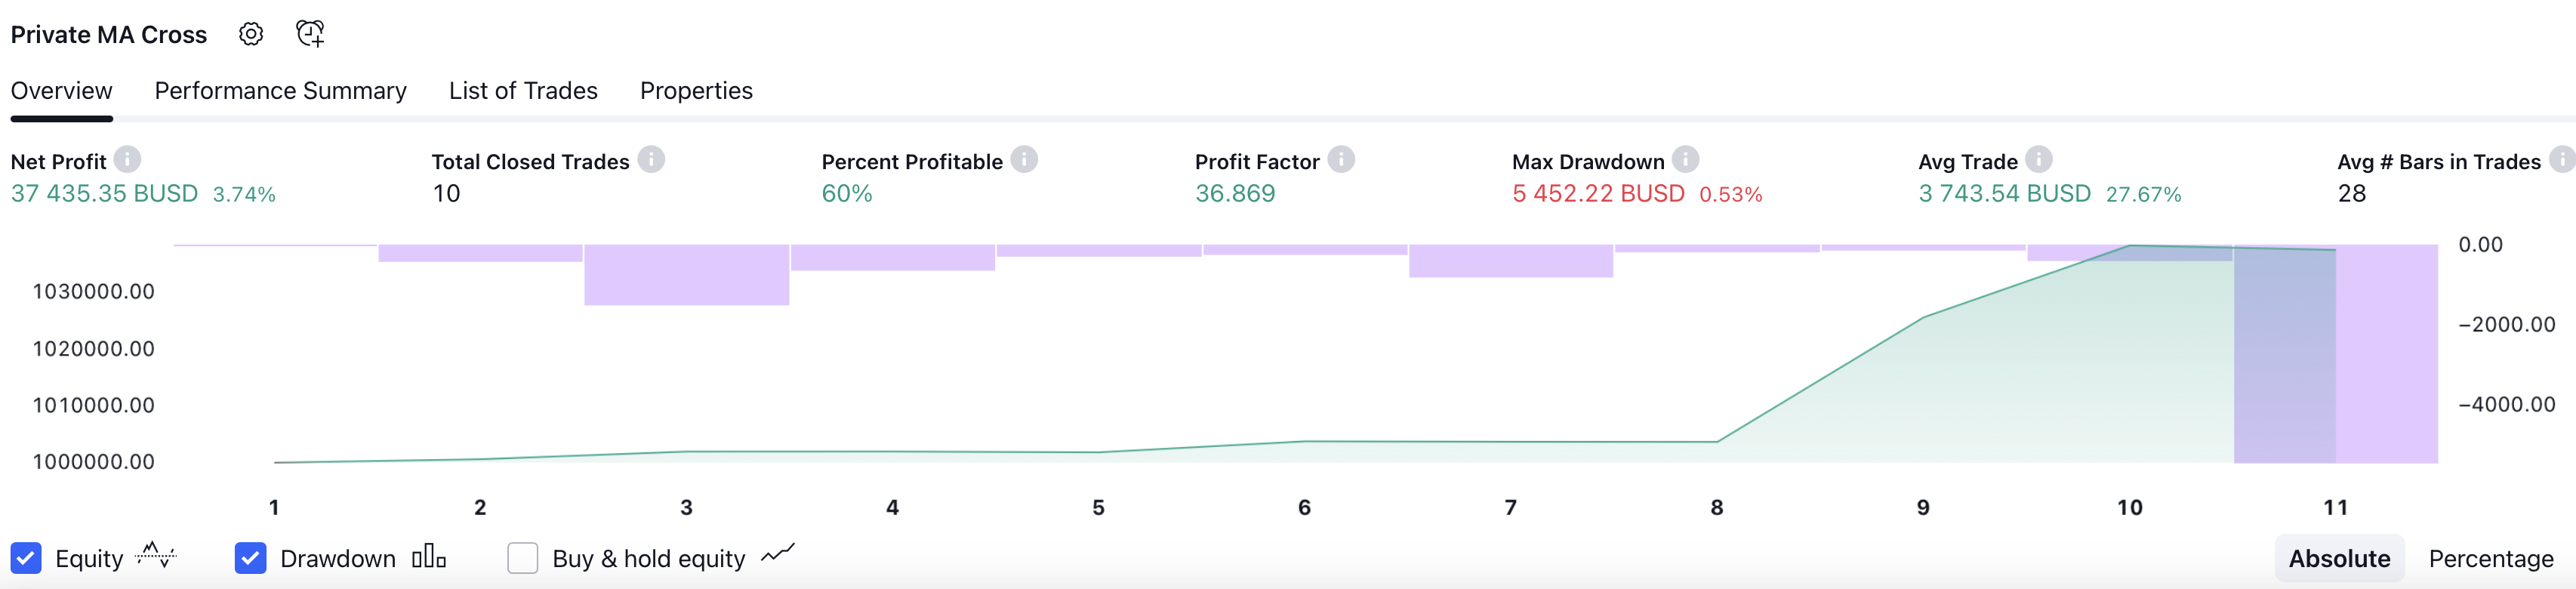 Private MA Cross
Overview Performance Summary List of Trades Properties
Net Profit Total Closed Trades Percent Profitable Profit Factor Max Drawdown Avg Trade Avg # Bars in Trades
37 435.35 BUSD 3.74% 10 60% 36.869 5 452.22 BUSD 0.53% 3 743.54 BUSD 27.67% 28
0.00
1030000.00
−2000.00
1020000.00
1010000.00 −4000.00
1000000.00
1 2 3 4 5 6 7 8 9 10 11
Equity Drawdown Buy & hold equity Absolute Percentage